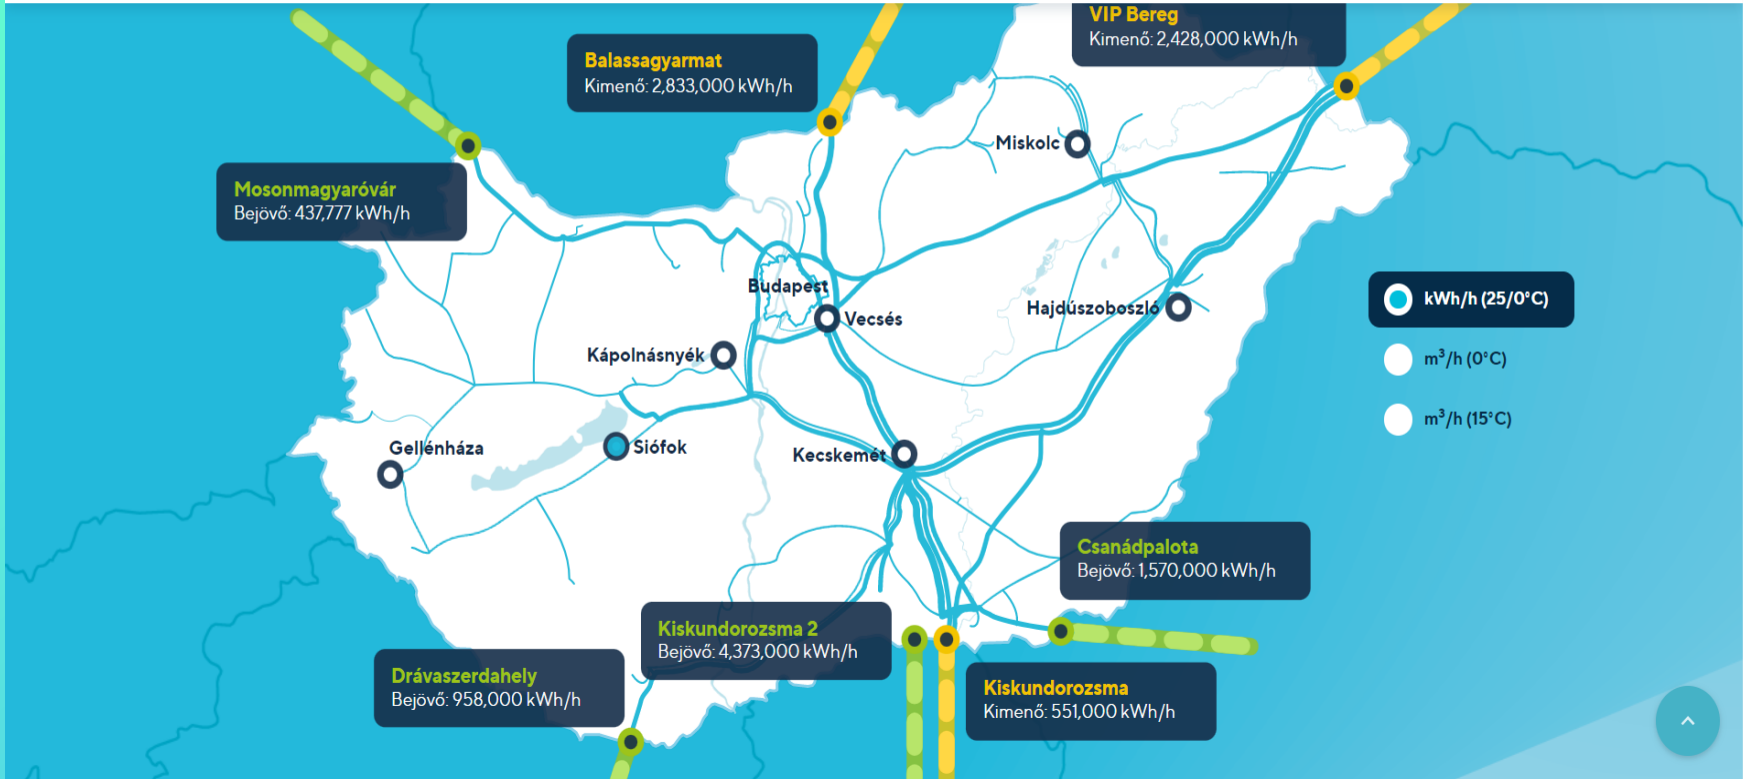 VIP Bereg
Kimenő: 2,428,000 kWh/h
Balassagyarmat
Kimenő: 2,833,000 kWh/h
Miskolc
Mosonmagyaróvár
Bejövő: 437,777 kWh/h
Budapest
Vecsés
Hajdúszoboszló
kWh/h (25/0°C)
Kápolnásnyék
m³/h (0°C)
m³/h (15°C)
Gellénháza
Siófok
Kecskemét
Csanádpalota
Bejövő: 1,570,000 kWh/h
Kiskundorozsma 2
Bejövő: 4,373,000 kWh/h
Drávaszerdahely
Bejövő: 958,000 kWh/h
Kiskundorozsma
Kimenő: 551,000 kWh/h